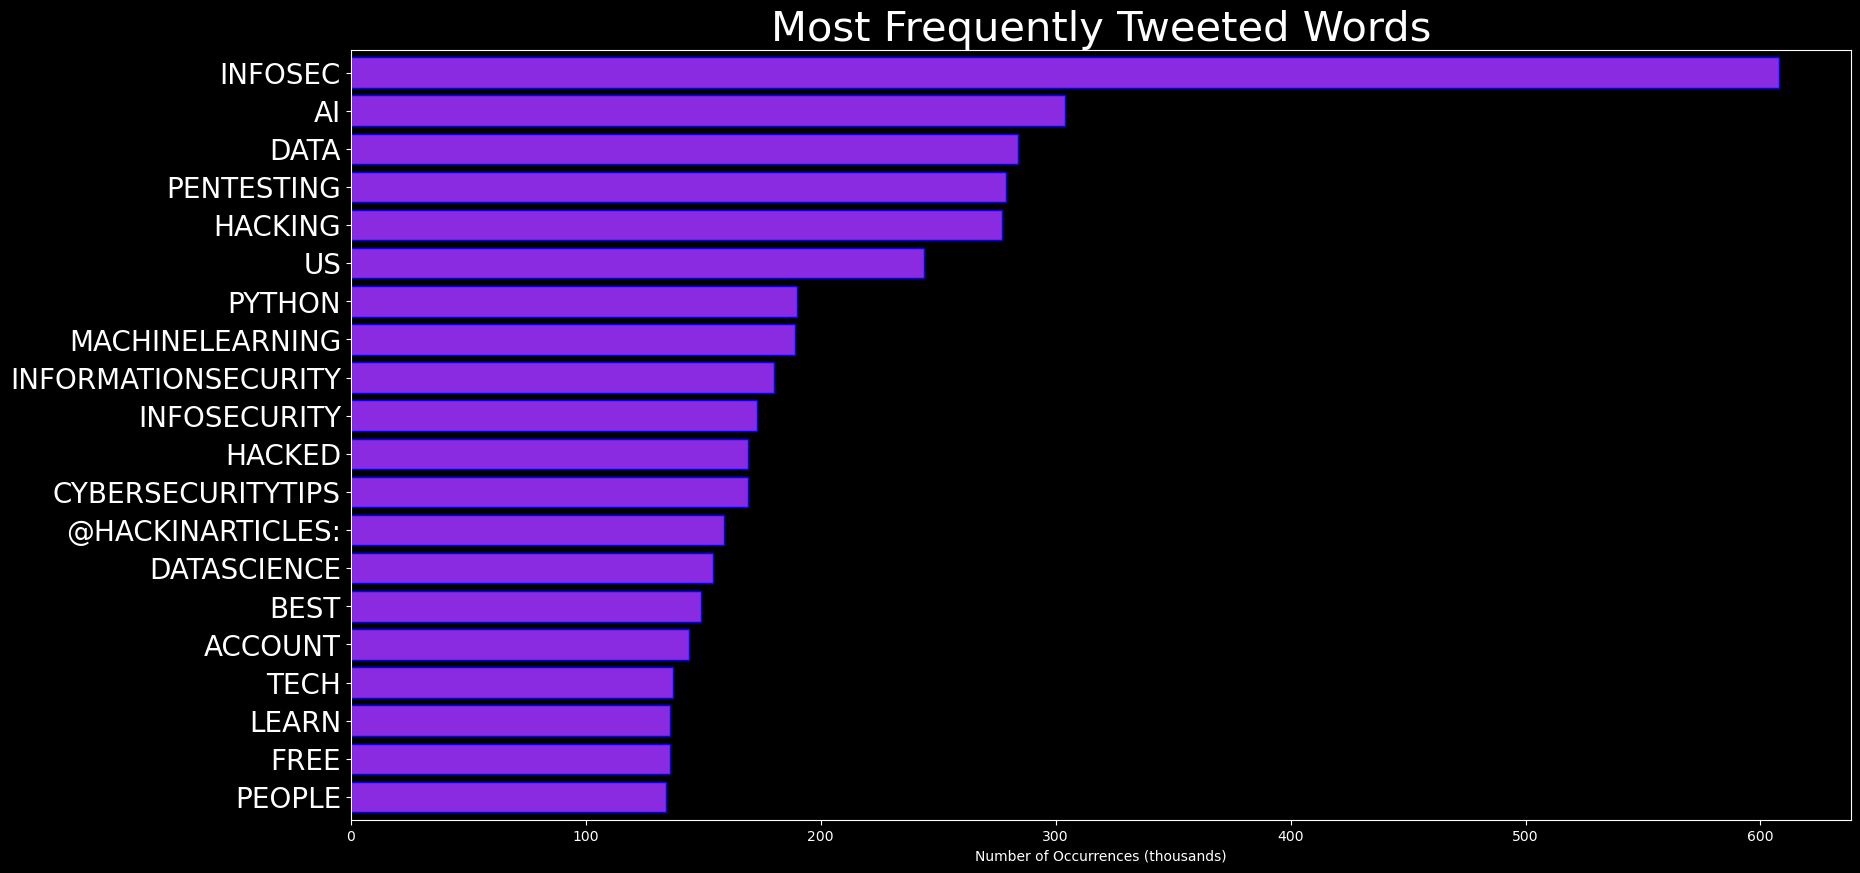 Most Frequently Tweeted Words
INFOSEC
AI
DATA
PENTESTING
HACKING
US
PYTHON
MACHINELEARNING
INFORMATIONSECURITY
INFOSECURITY
HACKED
CYBERSECURITYTIPS
@HACKINARTICLES:
DATASCIENCE
BEST
ACCOUNT
TECH
LEARN
FREE
PEOPLE
0 100 200 300 400 500 600
Number of Occurrences (thousands)